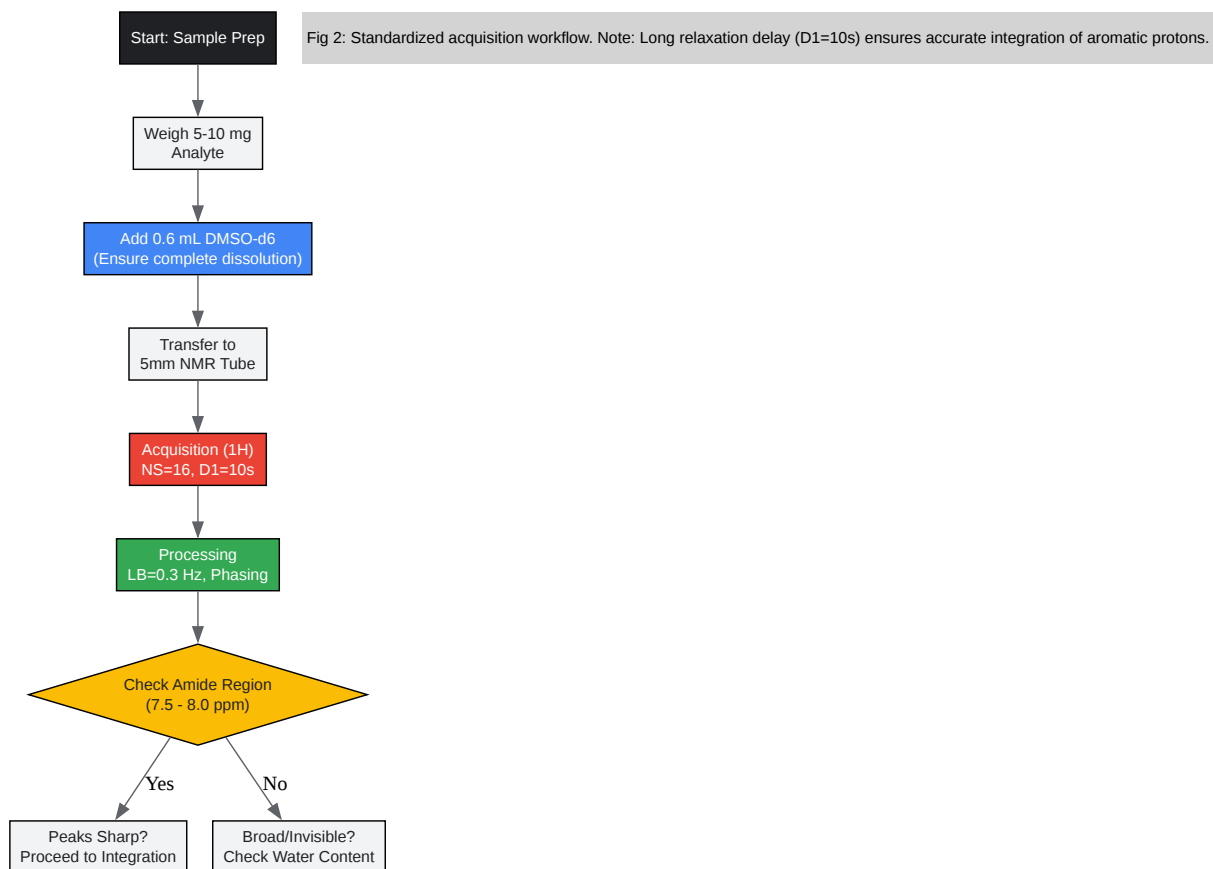 Start: Sample Prep
Fig 2: Standardized acquisition workflow. Note: Long relaxation delay (D1=10s) ensures accurate integration of aromatic protons.
Weigh 5-10 mg
Analyte
Add 0.6 mL DMSO-d6
(Ensure complete dissolution)
Transfer to
5mm NMR Tube
Acquisition (1H)
NS=16, D1=10s
Processing
LB=0.3 Hz, Phasing
Check Amide Region
(7.5 - 8.0 ppm)
Yes
No
Peaks Sharp?
Proceed to Integration
Broad/Invisible?
Check Water Content